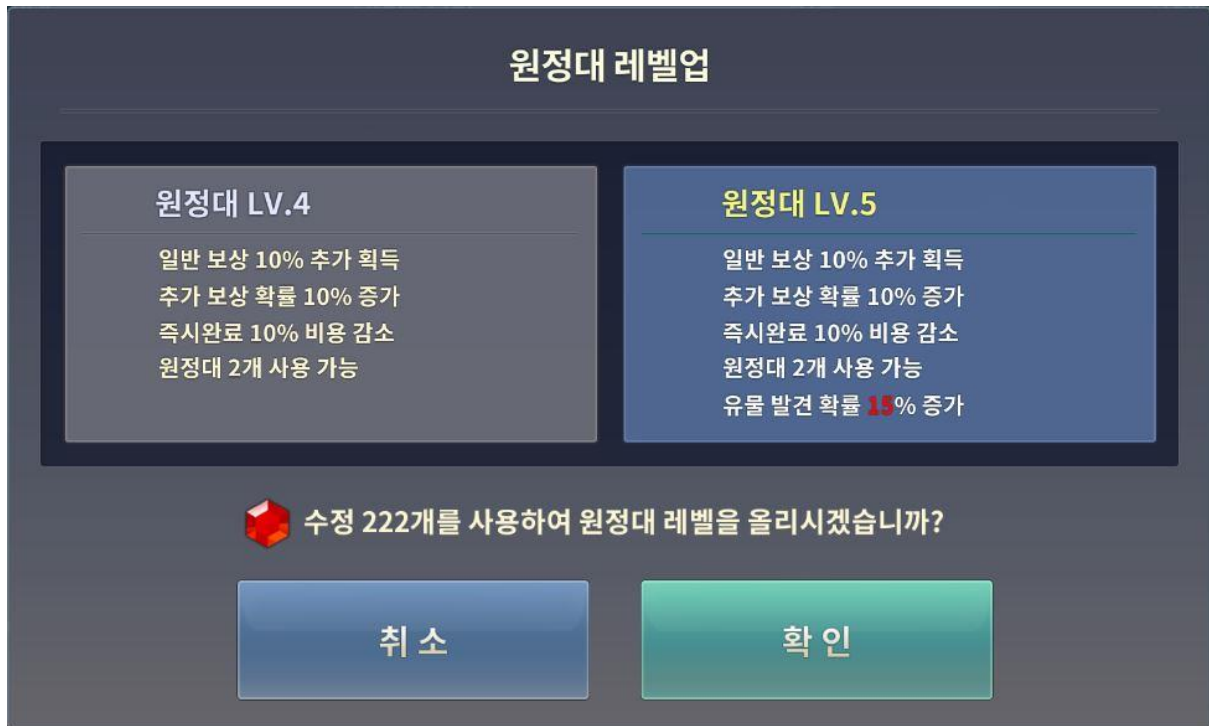 원정대 레벨업
원정대 LV.4
일반 보상 10% 추가 획득
추가 보상 확률 10% 증가
즉시완료 10% 비용 감소
원정대 2개 사용 가능
원정대 LV.5
일반 보상 10% 추가 획득
추가 보상 확률 10% 증가
즉시완료 10% 비용 감소
원정대 2개 사용 가능
유물 발견 확률 15% 증가
수정 222개를 사용하여 원정대 레벨을 올리시겠습니까?
취 소
확 인